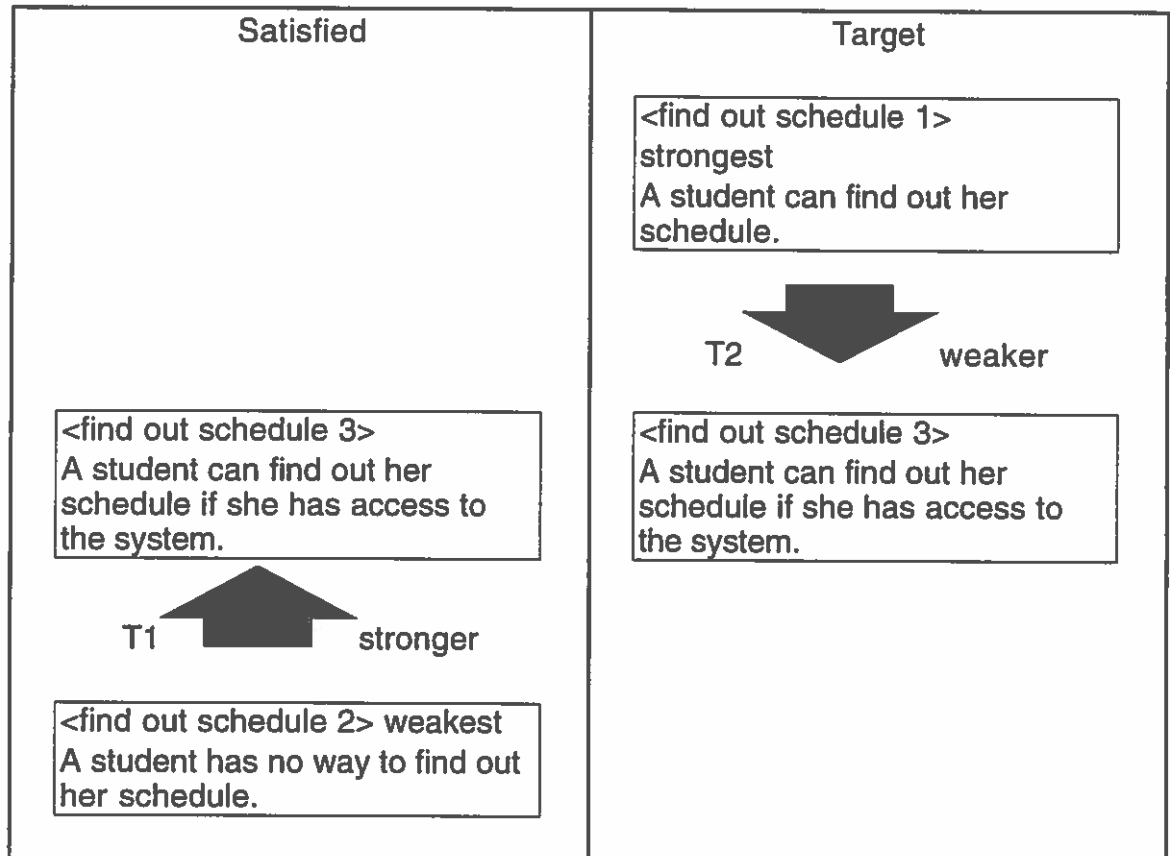 Satisfied
<find out schedule 3>
A student can find out her
schedule if she has access to
the system.
T1 stronger
<find out schedule 2> weakest
A student has no way to find out
her schedule.
Target
<find out schedule 1>
strongest
A student can find out her
schedule.
T2 weaker
<find out schedule 3>
A student can find out her
schedule if she has access to
the system.